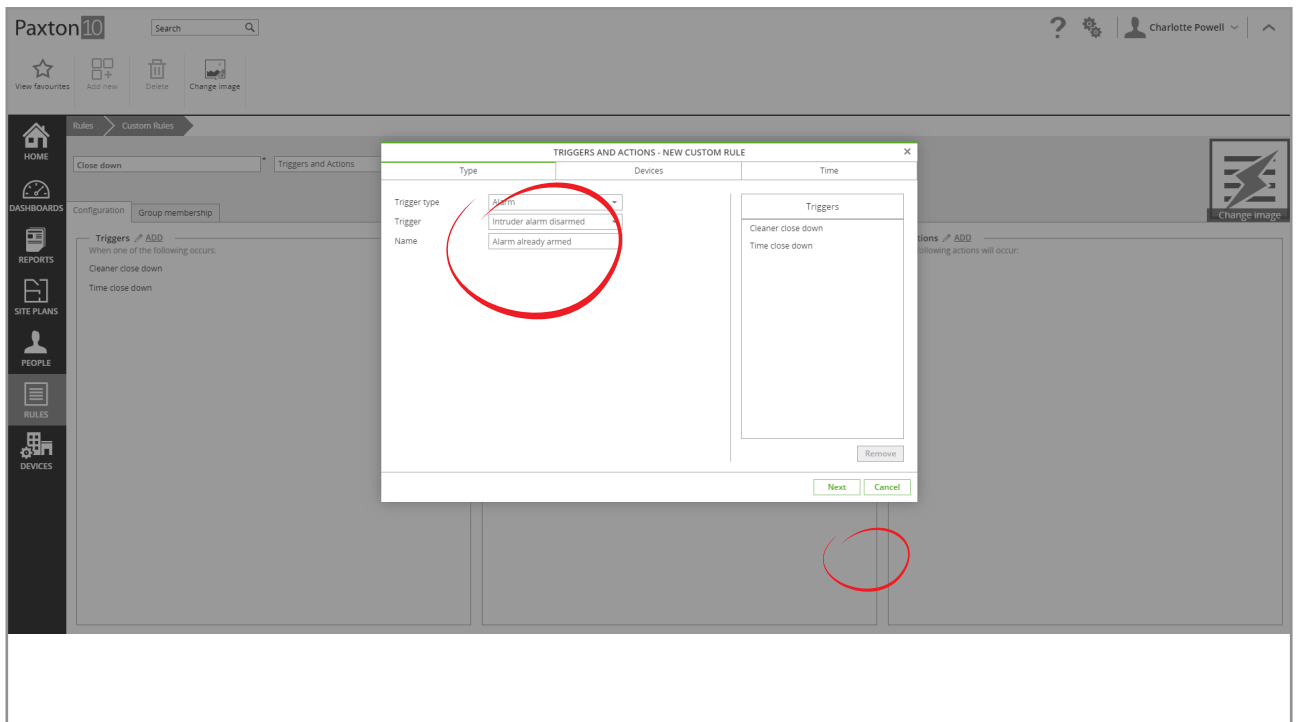 Paxton10
Search
Charlotte Powell
View favourites
Add new
Delete
Change image
HOME
DASHBOARDS
REPORTS
SITE PLANS
PEOPLE
RULES
DEVICES
Rules
Custom Rules
Close down *
Triggers and Actions
Change image
Configuration
Group membership
Triggers ADD
When one of the following occurs:
Cleaner close down
Time close down
tions ADD
ollowing actions will occur:
TRIGGERS AND ACTIONS - NEW CUSTOM RULE
Type
Devices
Time
Trigger type Alarm
Trigger Intruder alarm disarmed
Name Alarm already armed
Triggers
Cleaner close down
Time close down
Remove
Next
Cancel